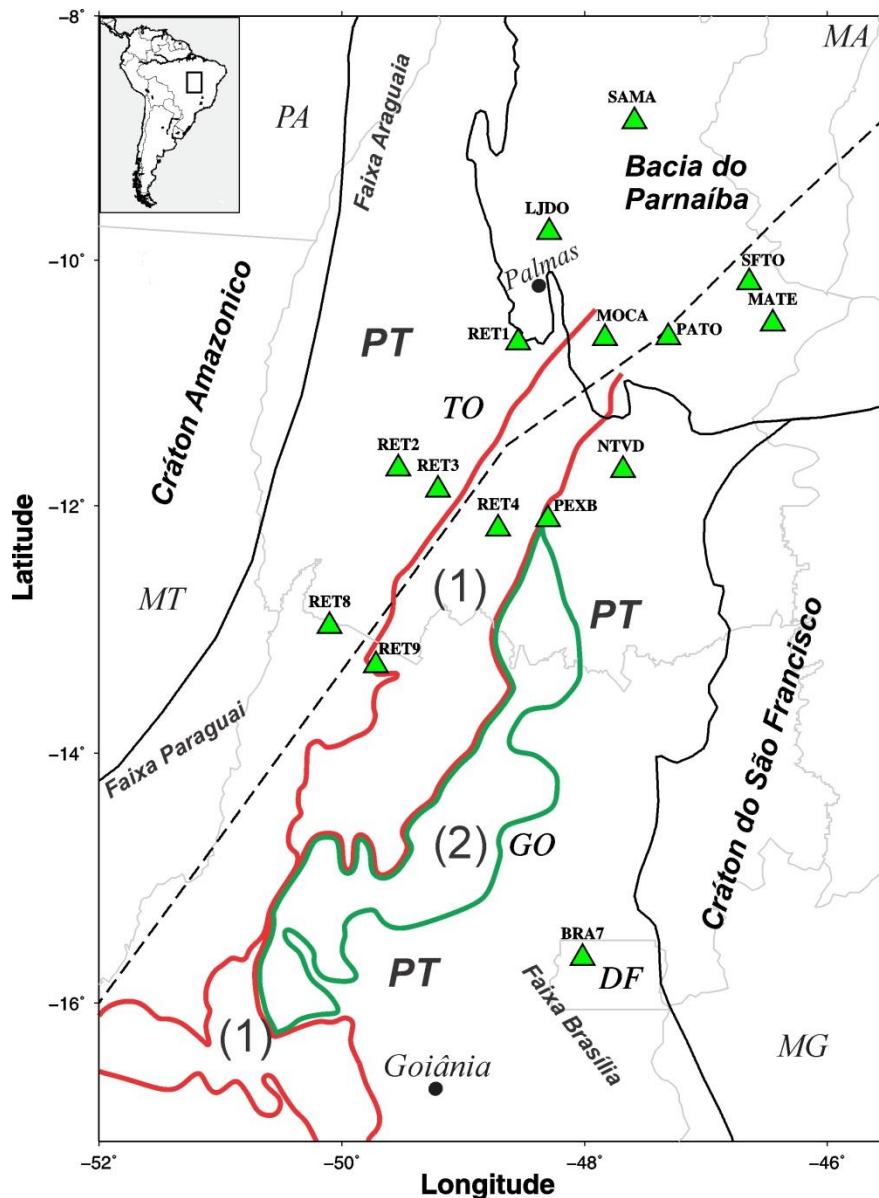 -8
-10
-12
-14
-16
Latitude
-52
-50
-48
-46
Longitude
MA
PA
Faixa Araguaia
SAMA
Bacia do
Parnaíba
LJDO
Palmas
SFTO
MATE
Cráton Amazonico
PT
RET1
MOCA
PATO
TO
RET2
RET3
NTVD
RET4
PEXB
(1)
PT
MT
RET8
RET9
Faixa Paraguai
Cráton do São Francisco
(2)
GO
PT
BRA7
DF
Faixa Brasília
(1)
Goiânia
MG